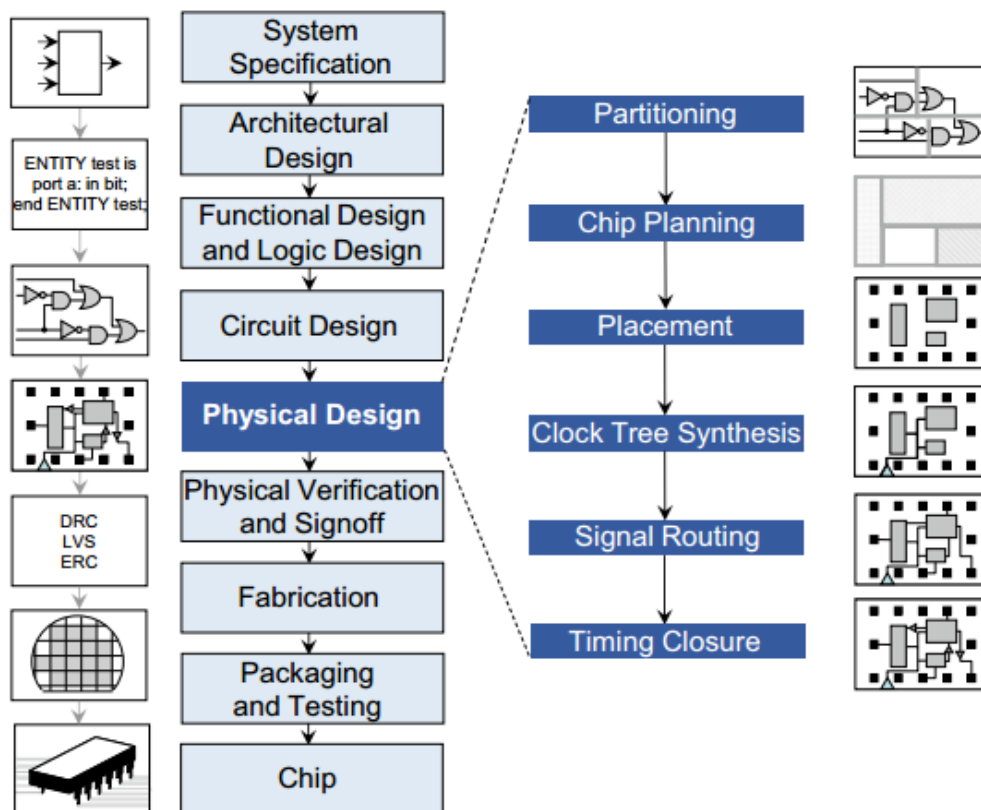 ENTITY test is
port a: in bit;
end ENTITY test;
DRC
LVS
ERC
System
Specification
Architectural
Design
Functional Design
and Logic Design
Circuit Design
Physical Design
Physical Verification
and Signoff
Fabrication
Packaging
and Testing
Chip
Partitioning
Chip Planning
Placement
Clock Tree Synthesis
Signal Routing
Timing Closure